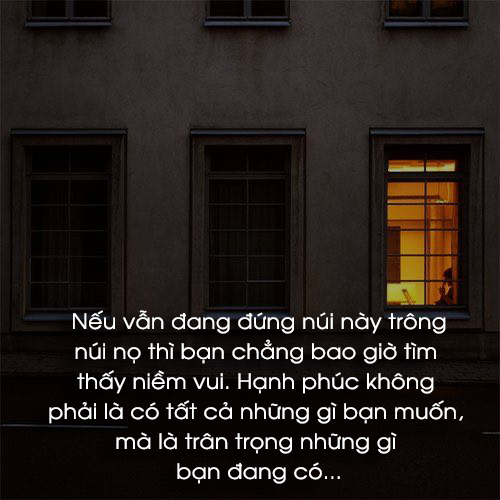 Nếu vẫn đang đứng núi này trông
núi nọ thì bạn chẳng bao giờ tìm
thấy niềm vui. Hạnh phúc không
phải là có tất cả những gì bạn muốn,
mà là trân trọng những gì
bạn đang có...